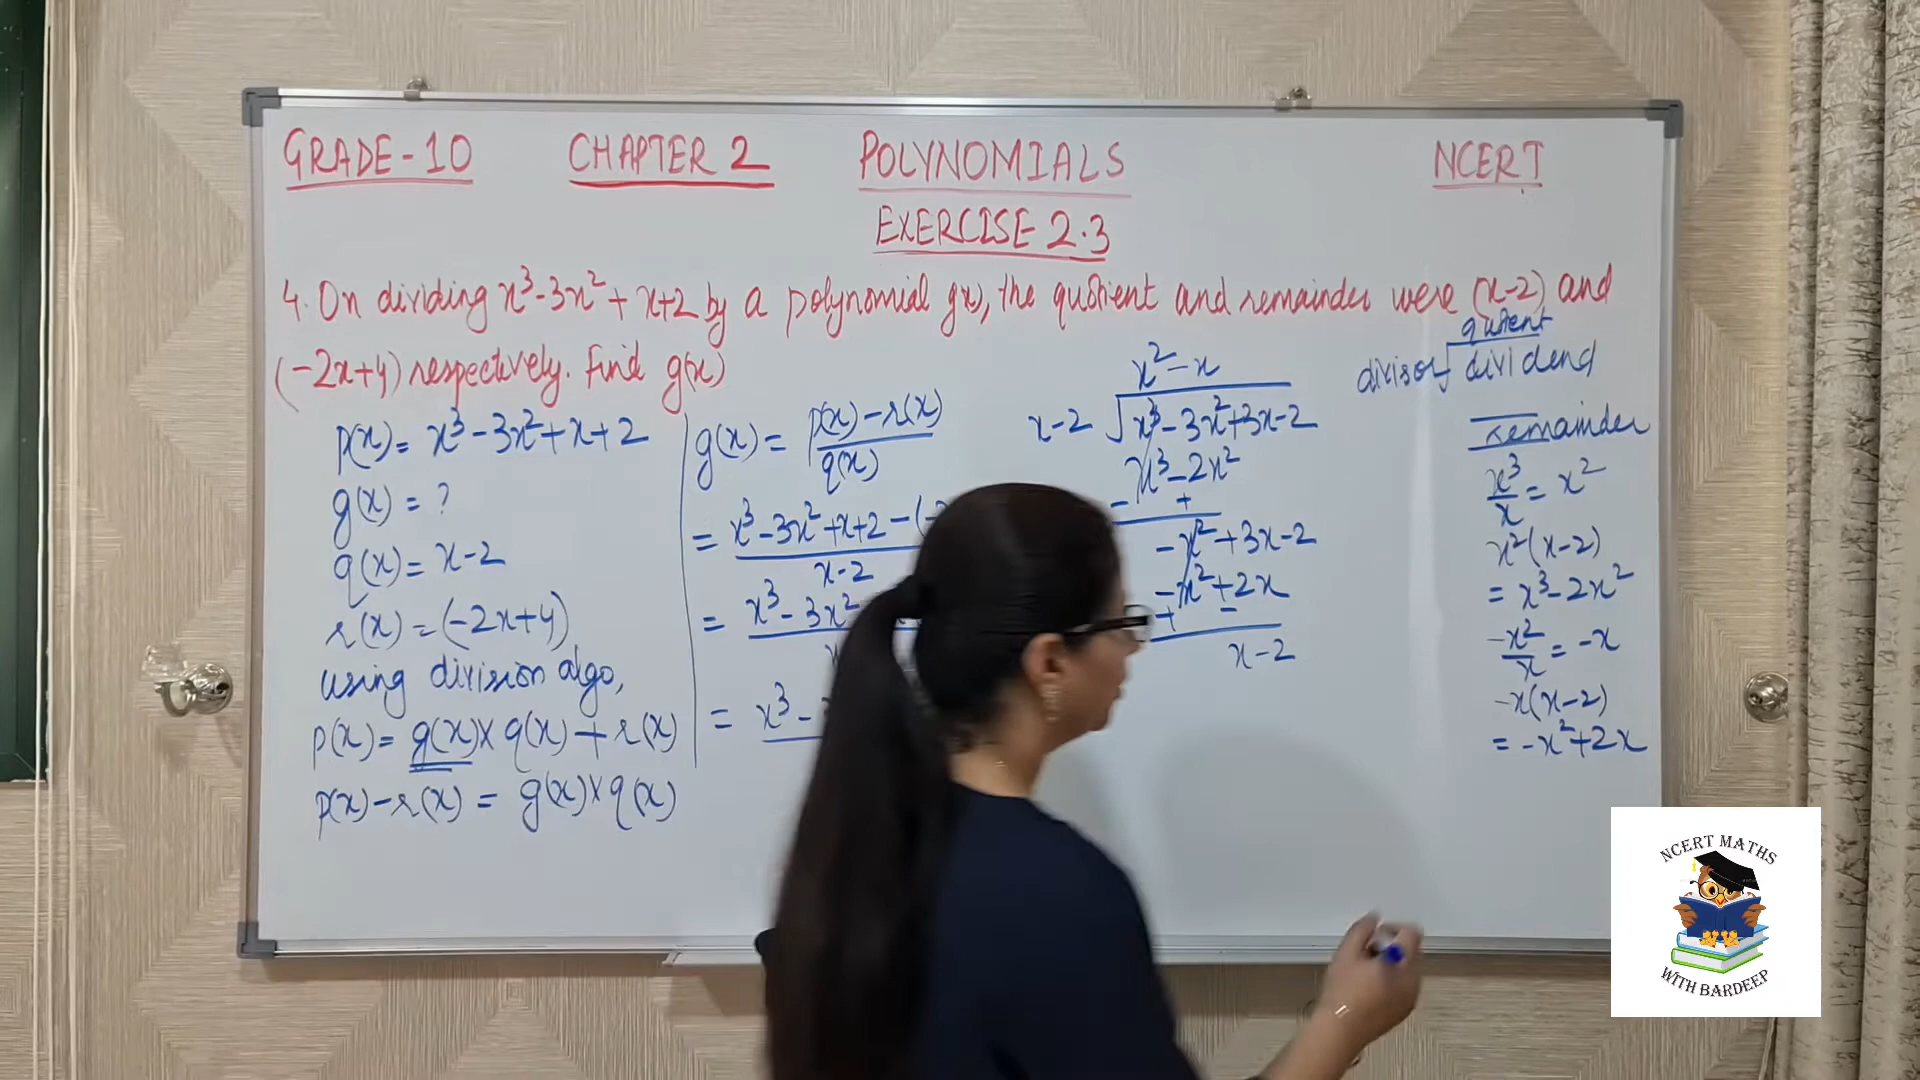 GRADE-10 CHAPTER 2 POLYNOMIALS NCERT
EXERCISE 2.3
4. On dividing x³-3x²+x+2 by a polynomial g(x), the quotient and remainder were (x-2) and
(-2x+4) respectively. Find g(x)
p(x) = x³-3x²+x+2
g(x) = ?
q(x) = x-2
r(x) = (-2x+4)
using division algo,
p(x) = g(x) x q(x) + r(x)
p(x)-r(x) = g(x) x q(x)
g(x) = p(x)-r(x)
q(x)
= x³-3x²+x+2-(-
x-2
= x³-3x²
= x³-
x²-x
x-2 √x³-3x²+3x-2
x³-2x²
- +
-x²+3x-2
-x²+2x
+ -
x-2
quotient
divisor √dividend
remainder
x³/x = x²
x²(x-2)
= x³-2x²
-x²/x = -x
-x(x-2)
= -x²+2x
NCERT MATHS
WITH BARDEEP